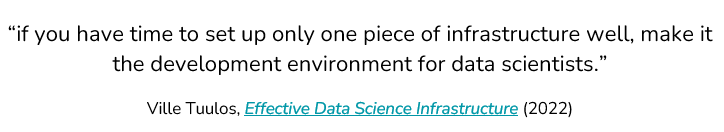 “if you have time to set up only one piece of infrastructure well, make it
the development environment for data scientists.”
Ville Tuulos, Effective Data Science Infrastructure (2022)